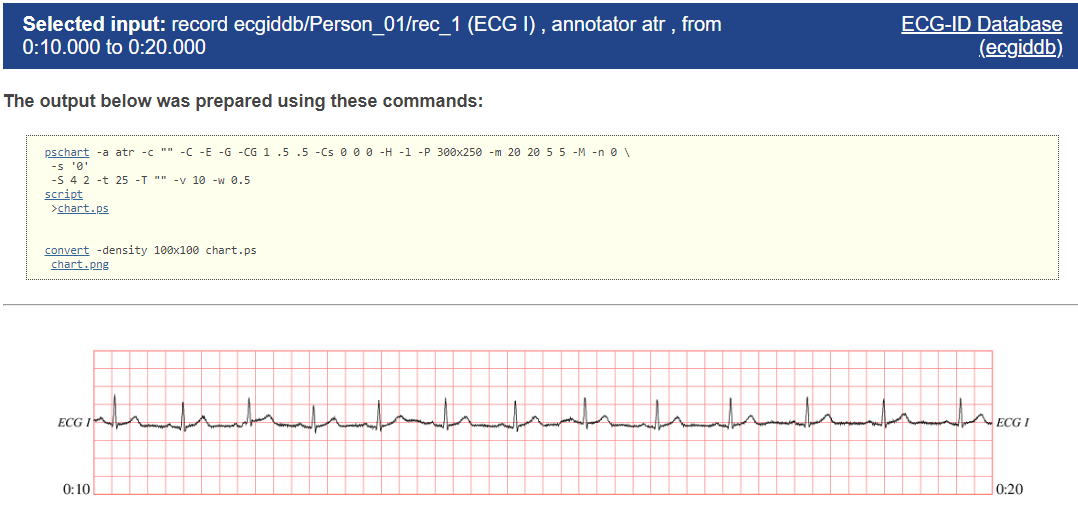 Selected input: record ecgiddb/Person_01/rec_1 (ECG I) , annotator atr , from
0:10.000 to 0:20.000
ECG-ID Database
(ecgiddb)
The output below was prepared using these commands:
pschart -a atr -c "" -C -E -G -CG 1 .5 .5 -Cs 0 0 0 -H -l -P 300x250 -m 20 20 5 5 -M -n 0 \
-s '0'
-S 4 2 -t 25 -T "" -v 10 -w 0.5
script
>chart.ps
convert -density 100x100 chart.ps
chart.png
ECG I
ECG I
0:10
0:20